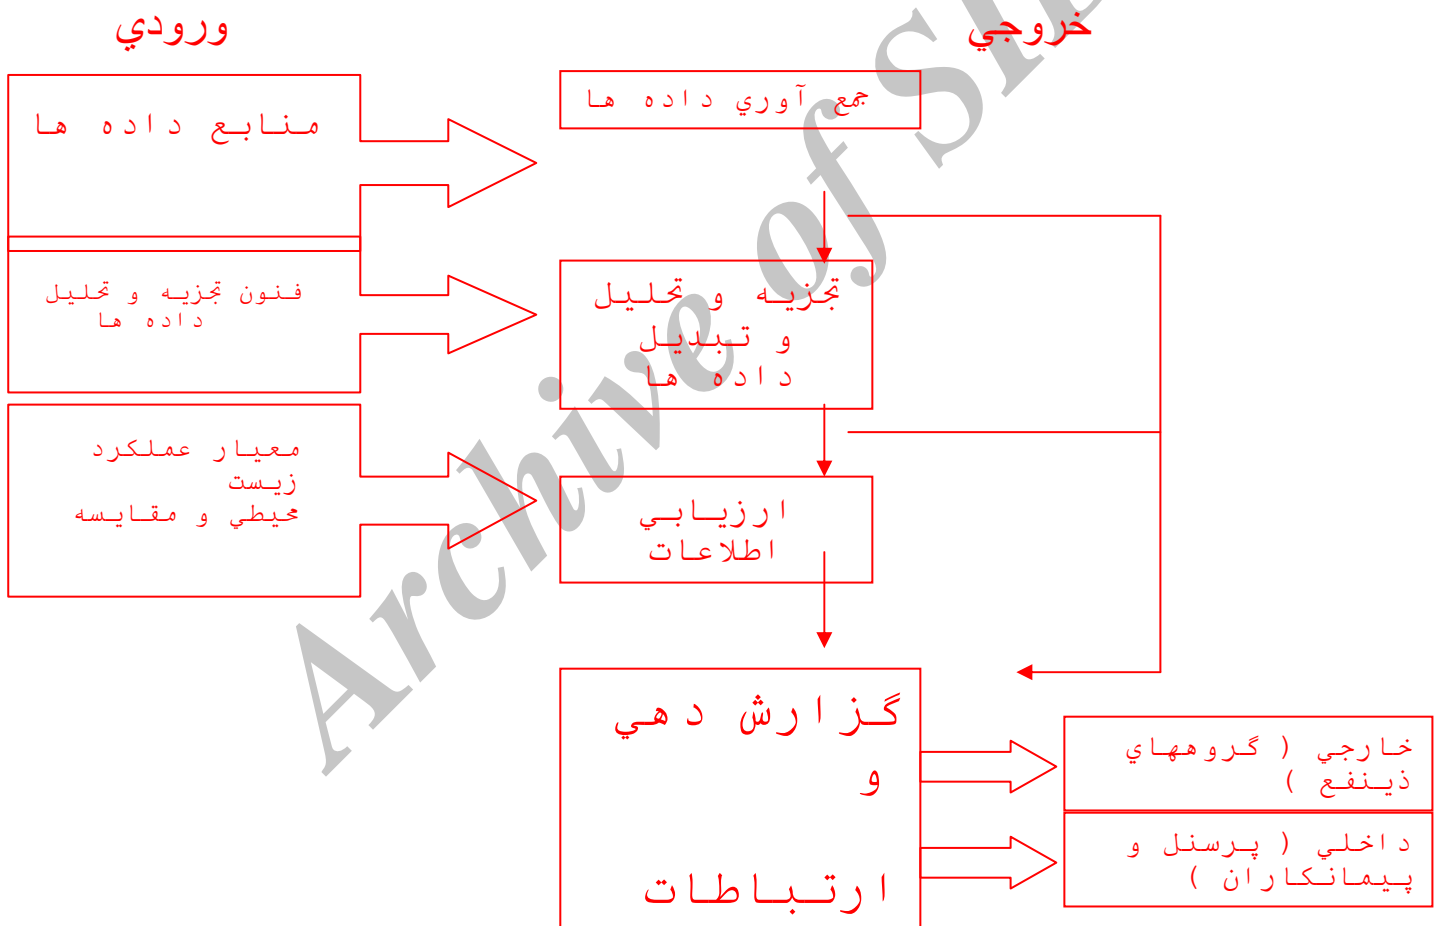 ورودي
خروجي
منابع داده ها
جمع آوري داده ها
فنون تجزيه و تحليل
داده ها
تجزيه و تحليل
و تبديل
داده ها
معيار عملكرد
زيست
محيطي و مقايسه
ارزيابي
اطلاعات
گزارش دهي
و
ارتباطات
خارجي ( گروههاي
ذينفع )
داخلي ( پرسنل و
پيمانكاران )
Archive of SID